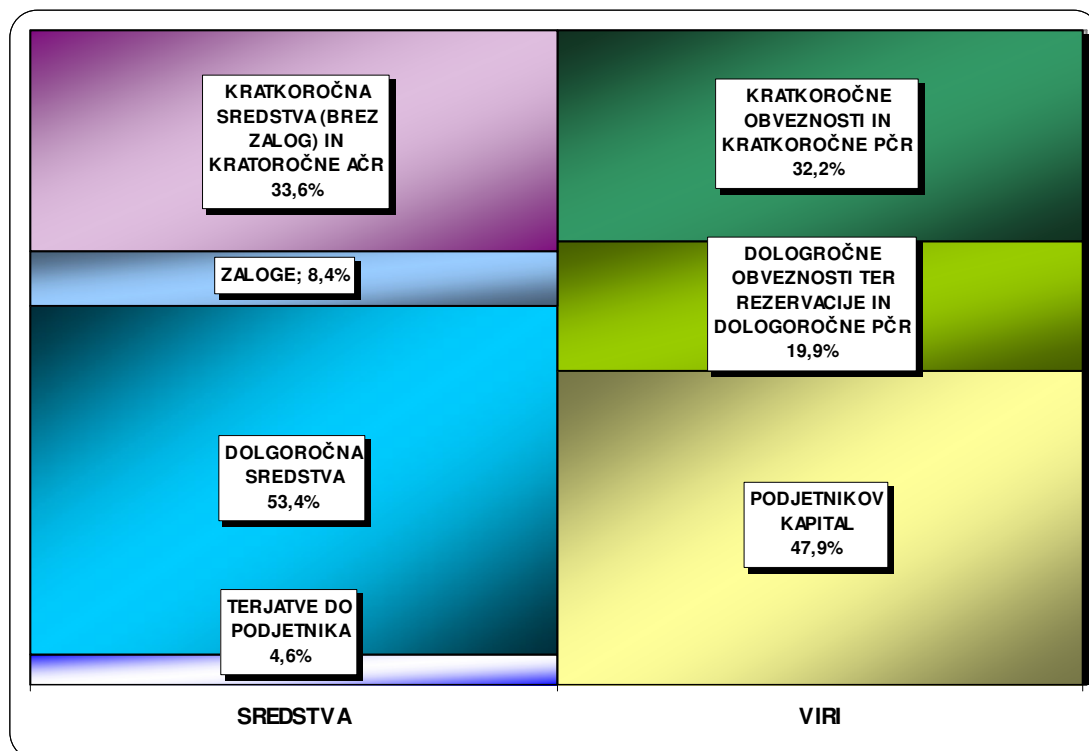 KRATKOROČNA
SREDSTVA (BREZ
ZALOG) IN
KRATOROČNE AČR
33,6%
ZALOGE; 8,4%
DOLGOROČNA
SREDSTVA
53,4%
TERJATVE DO
PODJETNIKA
4,6%
SREDSTVA
KRATKOROČNE
OBVEZNOSTI IN
KRATKOROČNE PČR
32,2%
DOLOGROČNE
OBVEZNOSTI TER
REZERVACIJE IN
DOLOGOROČNE PČR
19,9%
PODJETNIKOV
KAPITAL
47,9%
VIRI